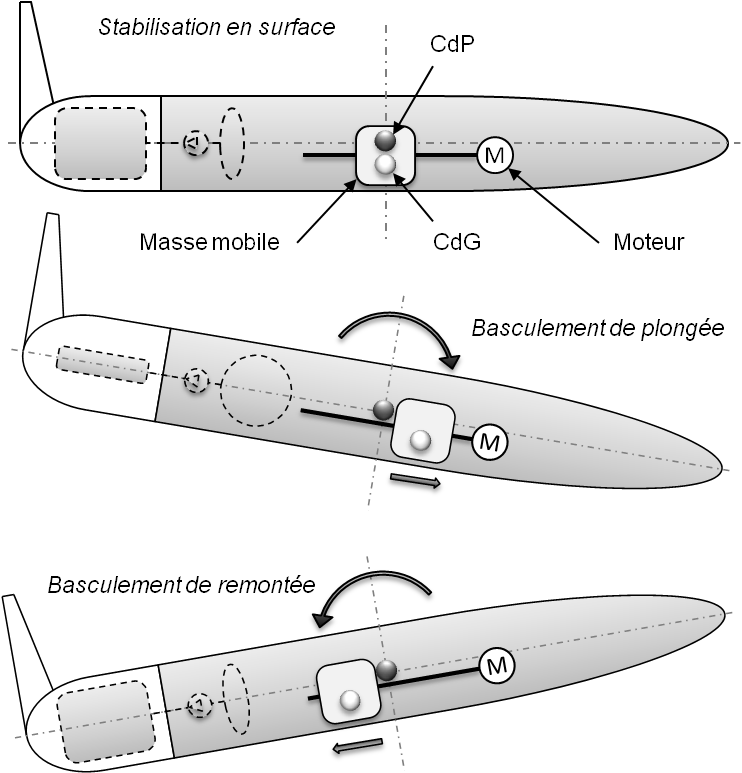 Stabilisation en surface
CdP
M
Masse mobile
CdG
Moteur
Basculement de plongée
M
Basculement de remontée
M